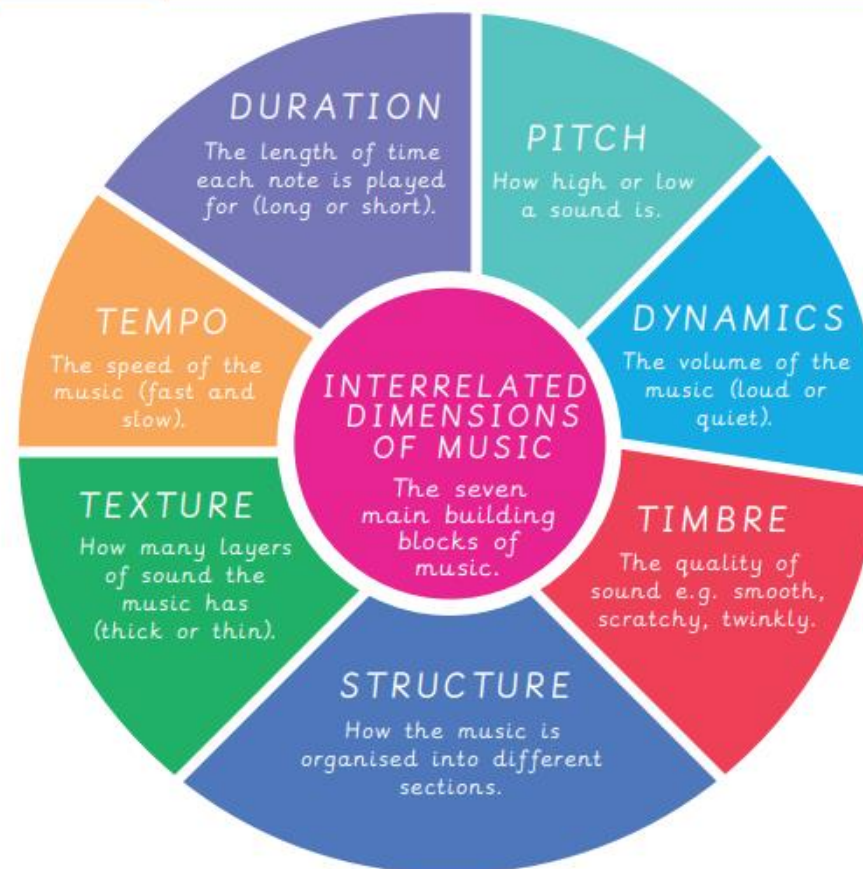 DURATION
The length of time
each note is played
for (long or short).
PITCH
How high or low
a sound is.
DYNAMICS
The volume of the
music (loud or
quiet).
TIMBRE
The quality of
sound e.g. smooth,
scratchy, twinkly.
STRUCTURE
How the music is
organised into different
sections.
TEXTURE
How many layers
of sound the
music has
(thick or thin).
TEMPO
The speed of the
music (fast and
slow).
INTERRELATED
DIMENSIONS
OF MUSIC
The seven
main building
blocks of
music.